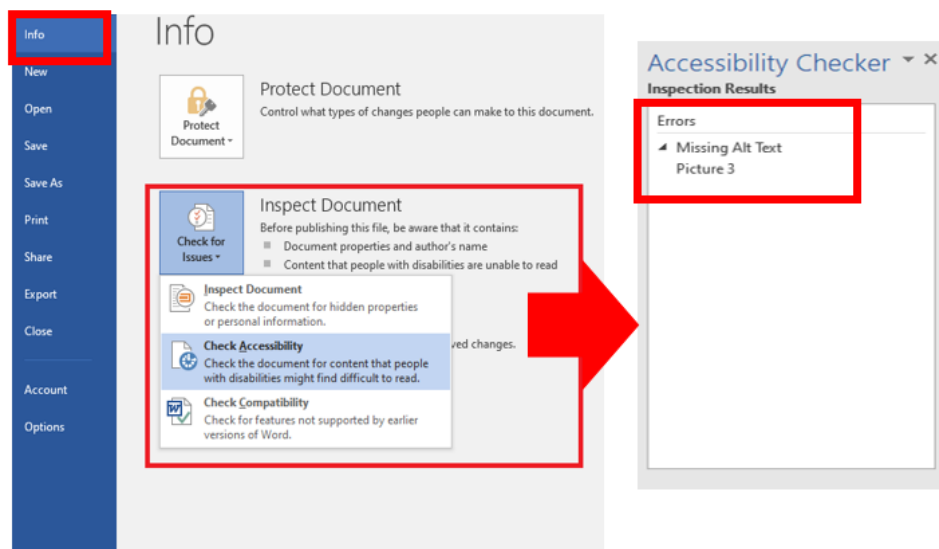 Info
New
Open
Save
Save As
Print
Share
Export
Close
Account
Options
Info
Protect
Document
Protect Document
Control what types of changes people can make to this document.
Check for
Issues
Inspect Document
Before publishing this file, be aware that it contains:
Document properties and author's name
Content that people with disabilities are unable to read
Inspect Document
Check the document for hidden properties
or personal information.
Check Accessibility
Check the document for content that people
with disabilities might find difficult to read.
Check Compatibility
Check for features not supported by earlier
versions of Word.
changes.
Accessibility Checker
Inspection Results
Errors
Missing Alt Text
Picture 3